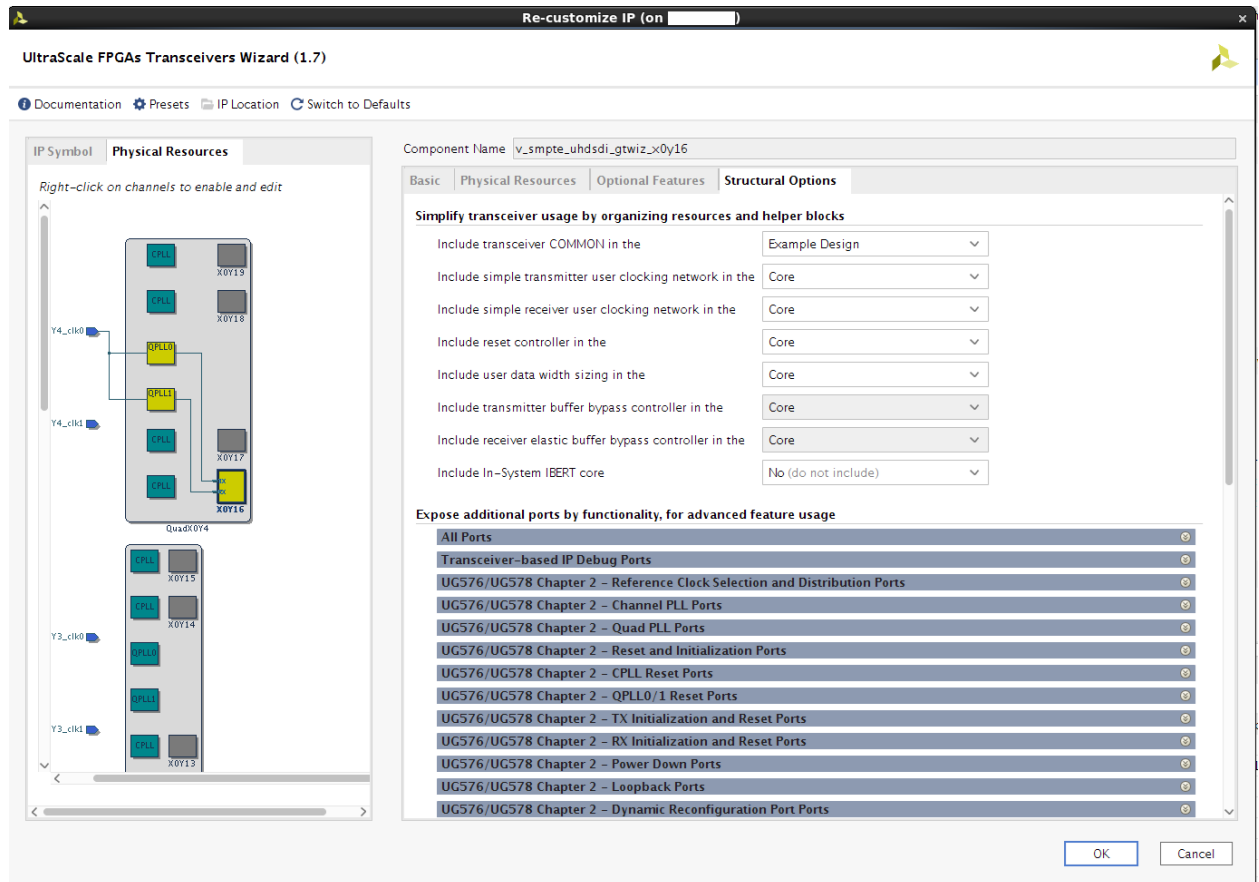 Re-customize IP (on )
UltraScale FPGAs Transceivers Wizard (1.7)
Documentation Presets IP Location Switch to Defaults
IP Symbol Physical Resources
Right-click on channels to enable and edit
CPLL
X0Y19
CPLL
X0Y18
Y4_clk0
QPLL0
QPLL1
Y4_clk1
CPLL
X0Y17
CPLL
X0Y16
QuadX0Y4
CPLL
X0Y15
CPLL
X0Y14
Y3_clk0
QPLL0
QPLL1
Y3_clk1
CPLL
X0Y13
Component Name v_smpte_uhdsdi_gtwiz_x0y16
Basic Physical Resources Optional Features Structural Options
Simplify transceiver usage by organizing resources and helper blocks
Include transceiver COMMON in the Example Design
Include simple transmitter user clocking network in the Core
Include simple receiver user clocking network in the Core
Include reset controller in the Core
Include user data width sizing in the Core
Include transmitter buffer bypass controller in the Core
Include receiver elastic buffer bypass controller in the Core
Include In-System IBERT core No (do not include)
Expose additional ports by functionality, for advanced feature usage
All Ports
Transceiver-based IP Debug Ports
UG576/UG578 Chapter 2 - Reference Clock Selection and Distribution Ports
UG576/UG578 Chapter 2 - Channel PLL Ports
UG576/UG578 Chapter 2 - Quad PLL Ports
UG576/UG578 Chapter 2 - Reset and Initialization Ports
UG576/UG578 Chapter 2 - CPLL Reset Ports
UG576/UG578 Chapter 2 - QPLL0/1 Reset Ports
UG576/UG578 Chapter 2 - TX Initialization and Reset Ports
UG576/UG578 Chapter 2 - RX Initialization and Reset Ports
UG576/UG578 Chapter 2 - Power Down Ports
UG576/UG578 Chapter 2 - Loopback Ports
UG576/UG578 Chapter 2 - Dynamic Reconfiguration Port Ports
OK Cancel